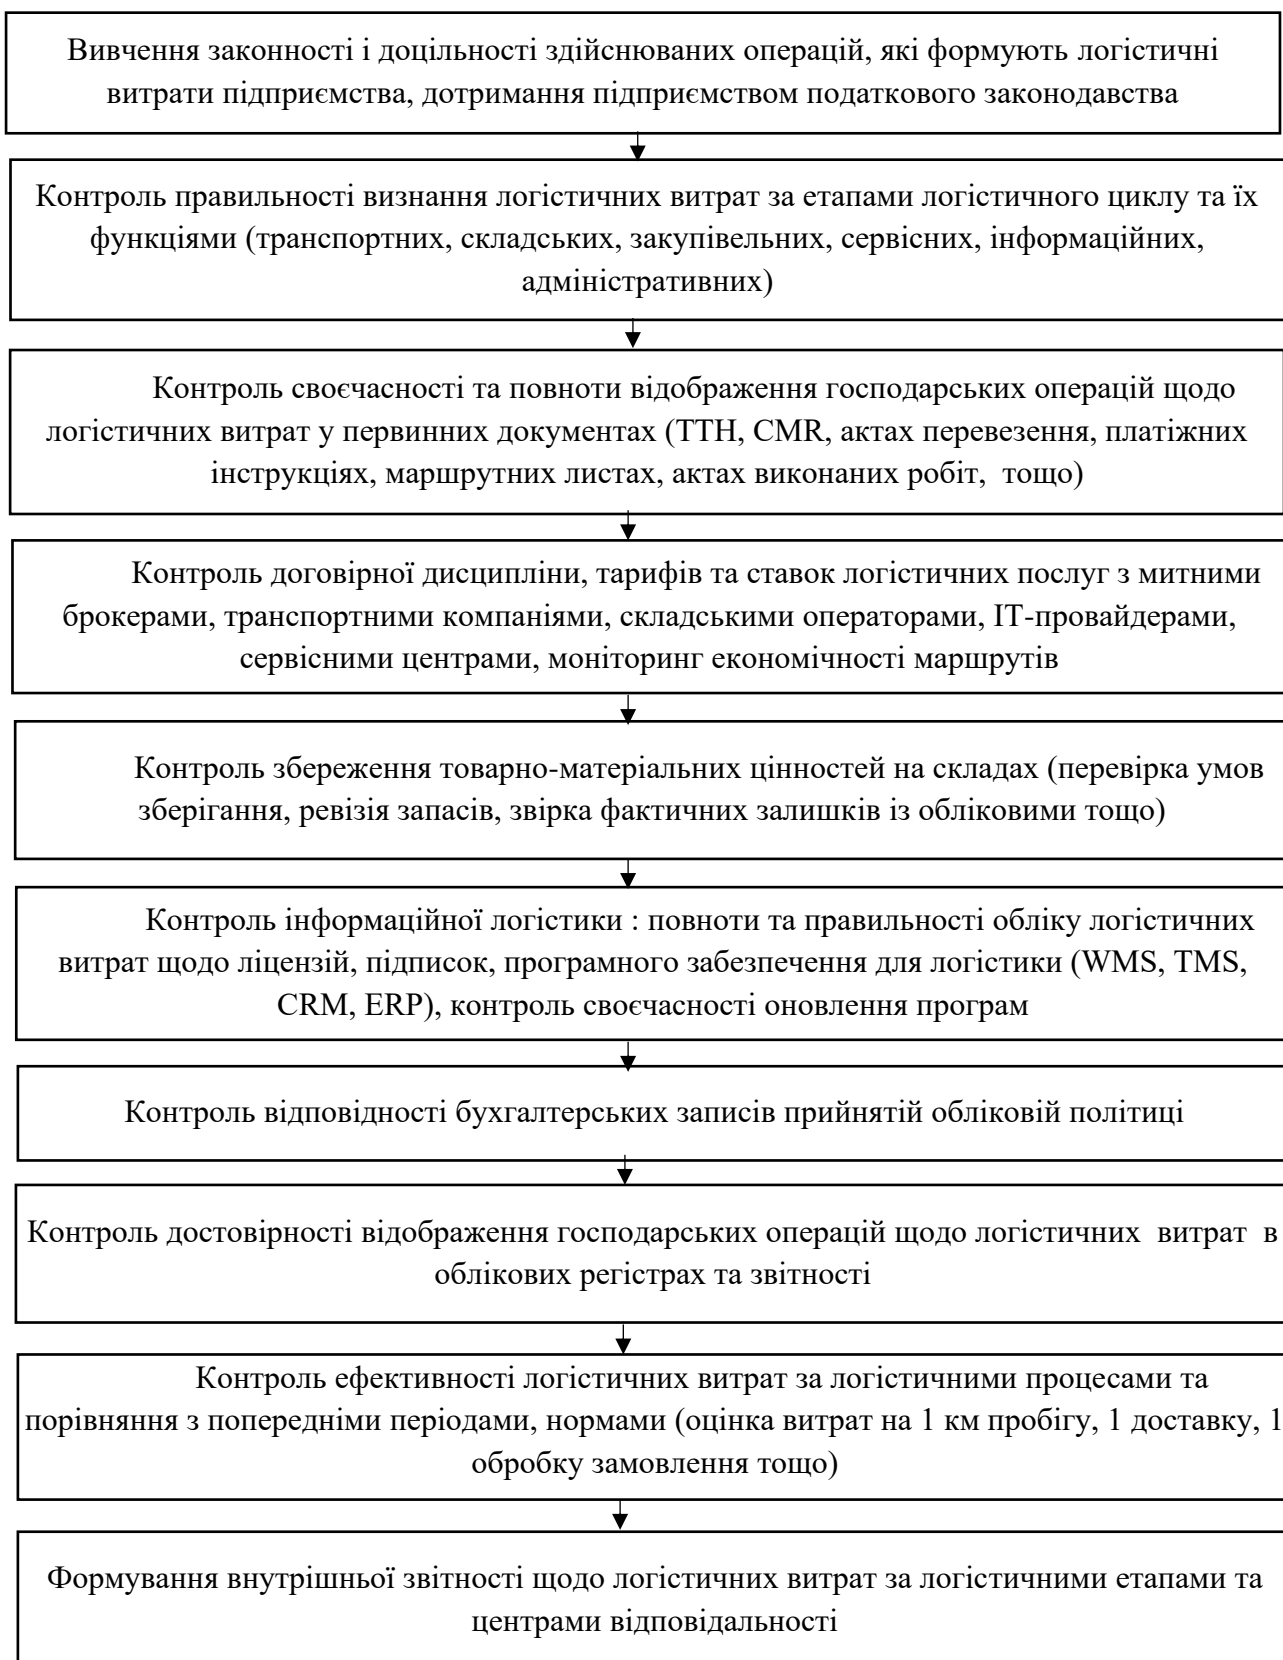 Вивчення законності і доцільності здійснюваних операцій, які формують логістичні
витрати підприємства, дотримання підприємством податкового законодавства
Контроль правильності визнання логістичних витрат за етапами логістичного циклу та їх
функціями (транспортних, складських, закупівельних, сервісних, інформаційних,
адміністративних)
Контроль своєчасності та повноти відображення господарських операцій щодо
логістичних витрат у первинних документах (ТТН, CMR, актах перевезення, платіжних
інструкціях, маршрутних листах, актах виконаних робіт,  тощо)
Контроль договірної дисципліни, тарифів та ставок логістичних послуг з митними
брокерами, транспортними компаніями, складськими операторами, ІТ-провайдерами,
сервісними центрами, моніторинг економічності маршрутів
Контроль збереження товарно-матеріальних цінностей на складах (перевірка умов
зберігання, ревізія запасів, звірка фактичних залишків із обліковими тощо)
Контроль інформаційної логістики : повноти та правильності обліку логістичних
витрат щодо ліцензій, підписок, програмного забезпечення для логістики (WMS, TMS,
CRM, ERP), контроль своєчасності оновлення програм
Контроль відповідності бухгалтерських записів прийнятій обліковій політиці
Контроль достовірності відображення господарських операцій щодо логістичних  витрат  в
облікових регістрах та звітності
Контроль ефективності логістичних витрат за логістичними процесами та
порівняння з попередніми періодами, нормами (оцінка витрат на 1 км пробігу, 1 доставку, 1
обробку замовлення тощо)
Формування внутрішньої звітності щодо логістичних витрат за логістичними етапами та
центрами відповідальності